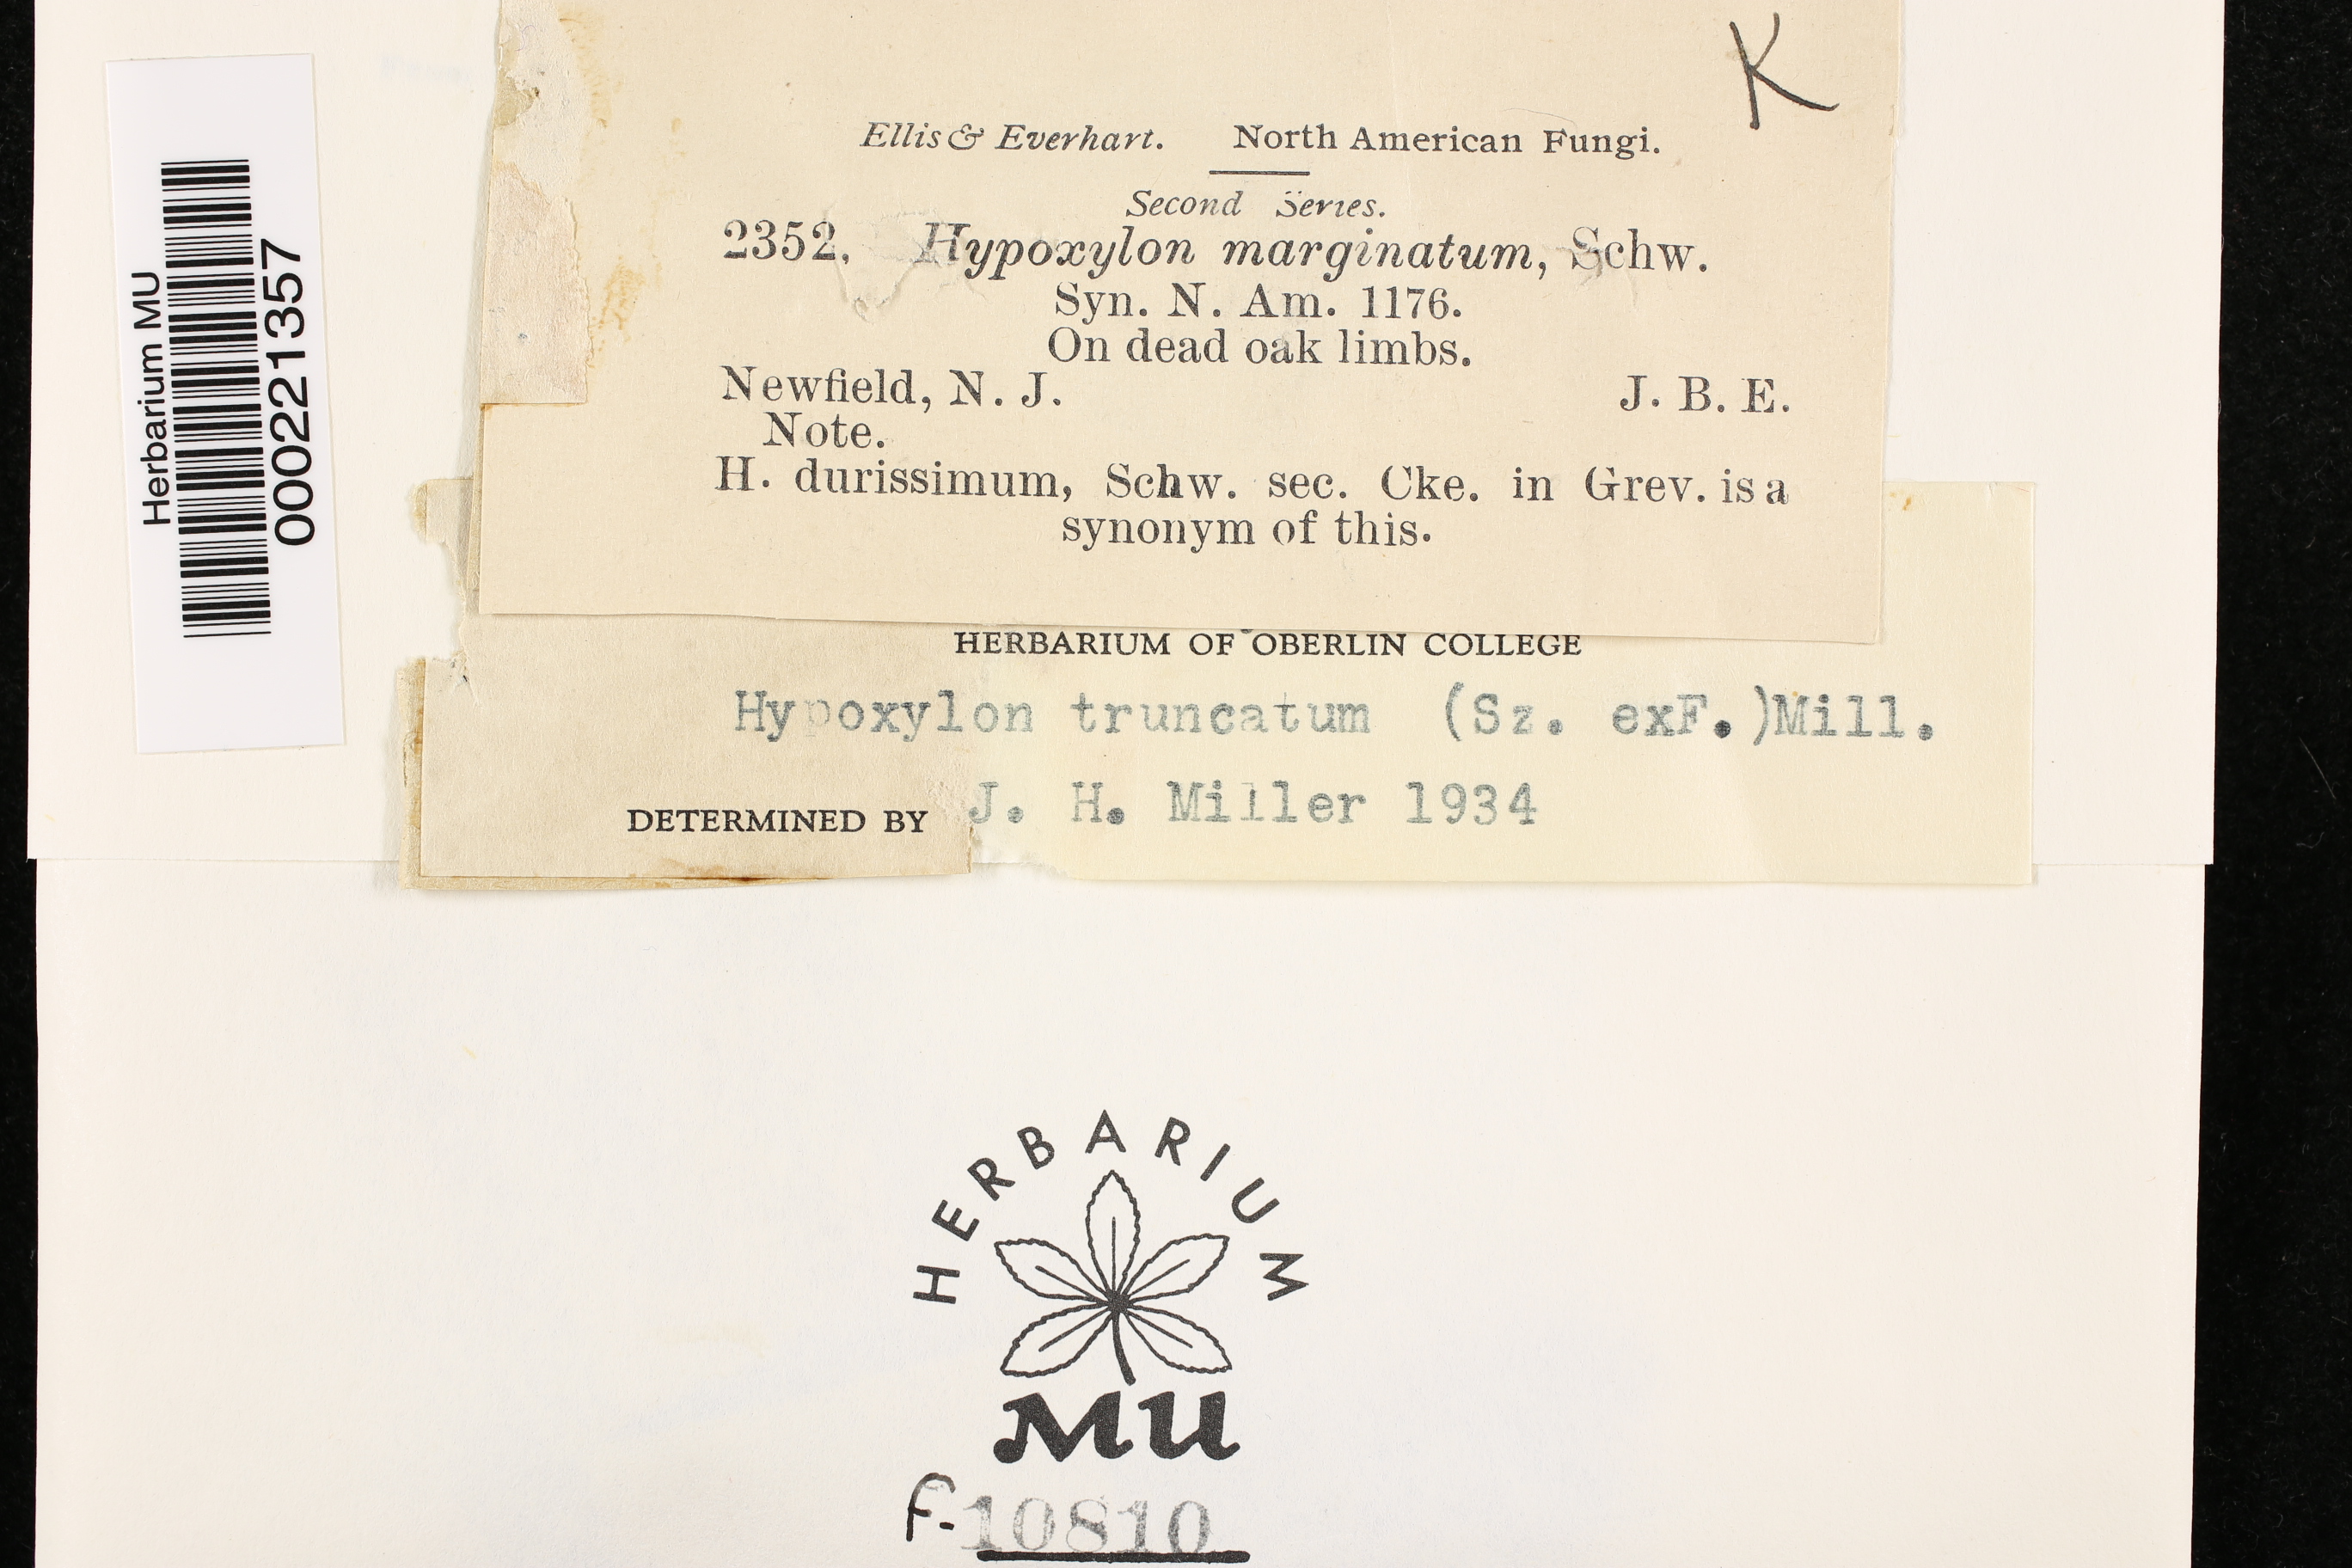 K
Ellis & Everhart. North American Fungi.
Second Series.
2352. Hypoxylon marginatum, Schw.
Syn. N. Am. 1176.
On dead oak limbs.
Newfield, N. J. J. B. E.
Note.
H. durissimum, Schw. sec. Cke. in Grev. is a
synonym of this.
HERBARIUM OF OBERLIN COLLEGE
Hypoxylon truncatum (Sz. exF.)Mill.
DETERMINED BY J. H. Miller 1934
Herbarium MU
000221357
HERBARIUM
MU
F-10810